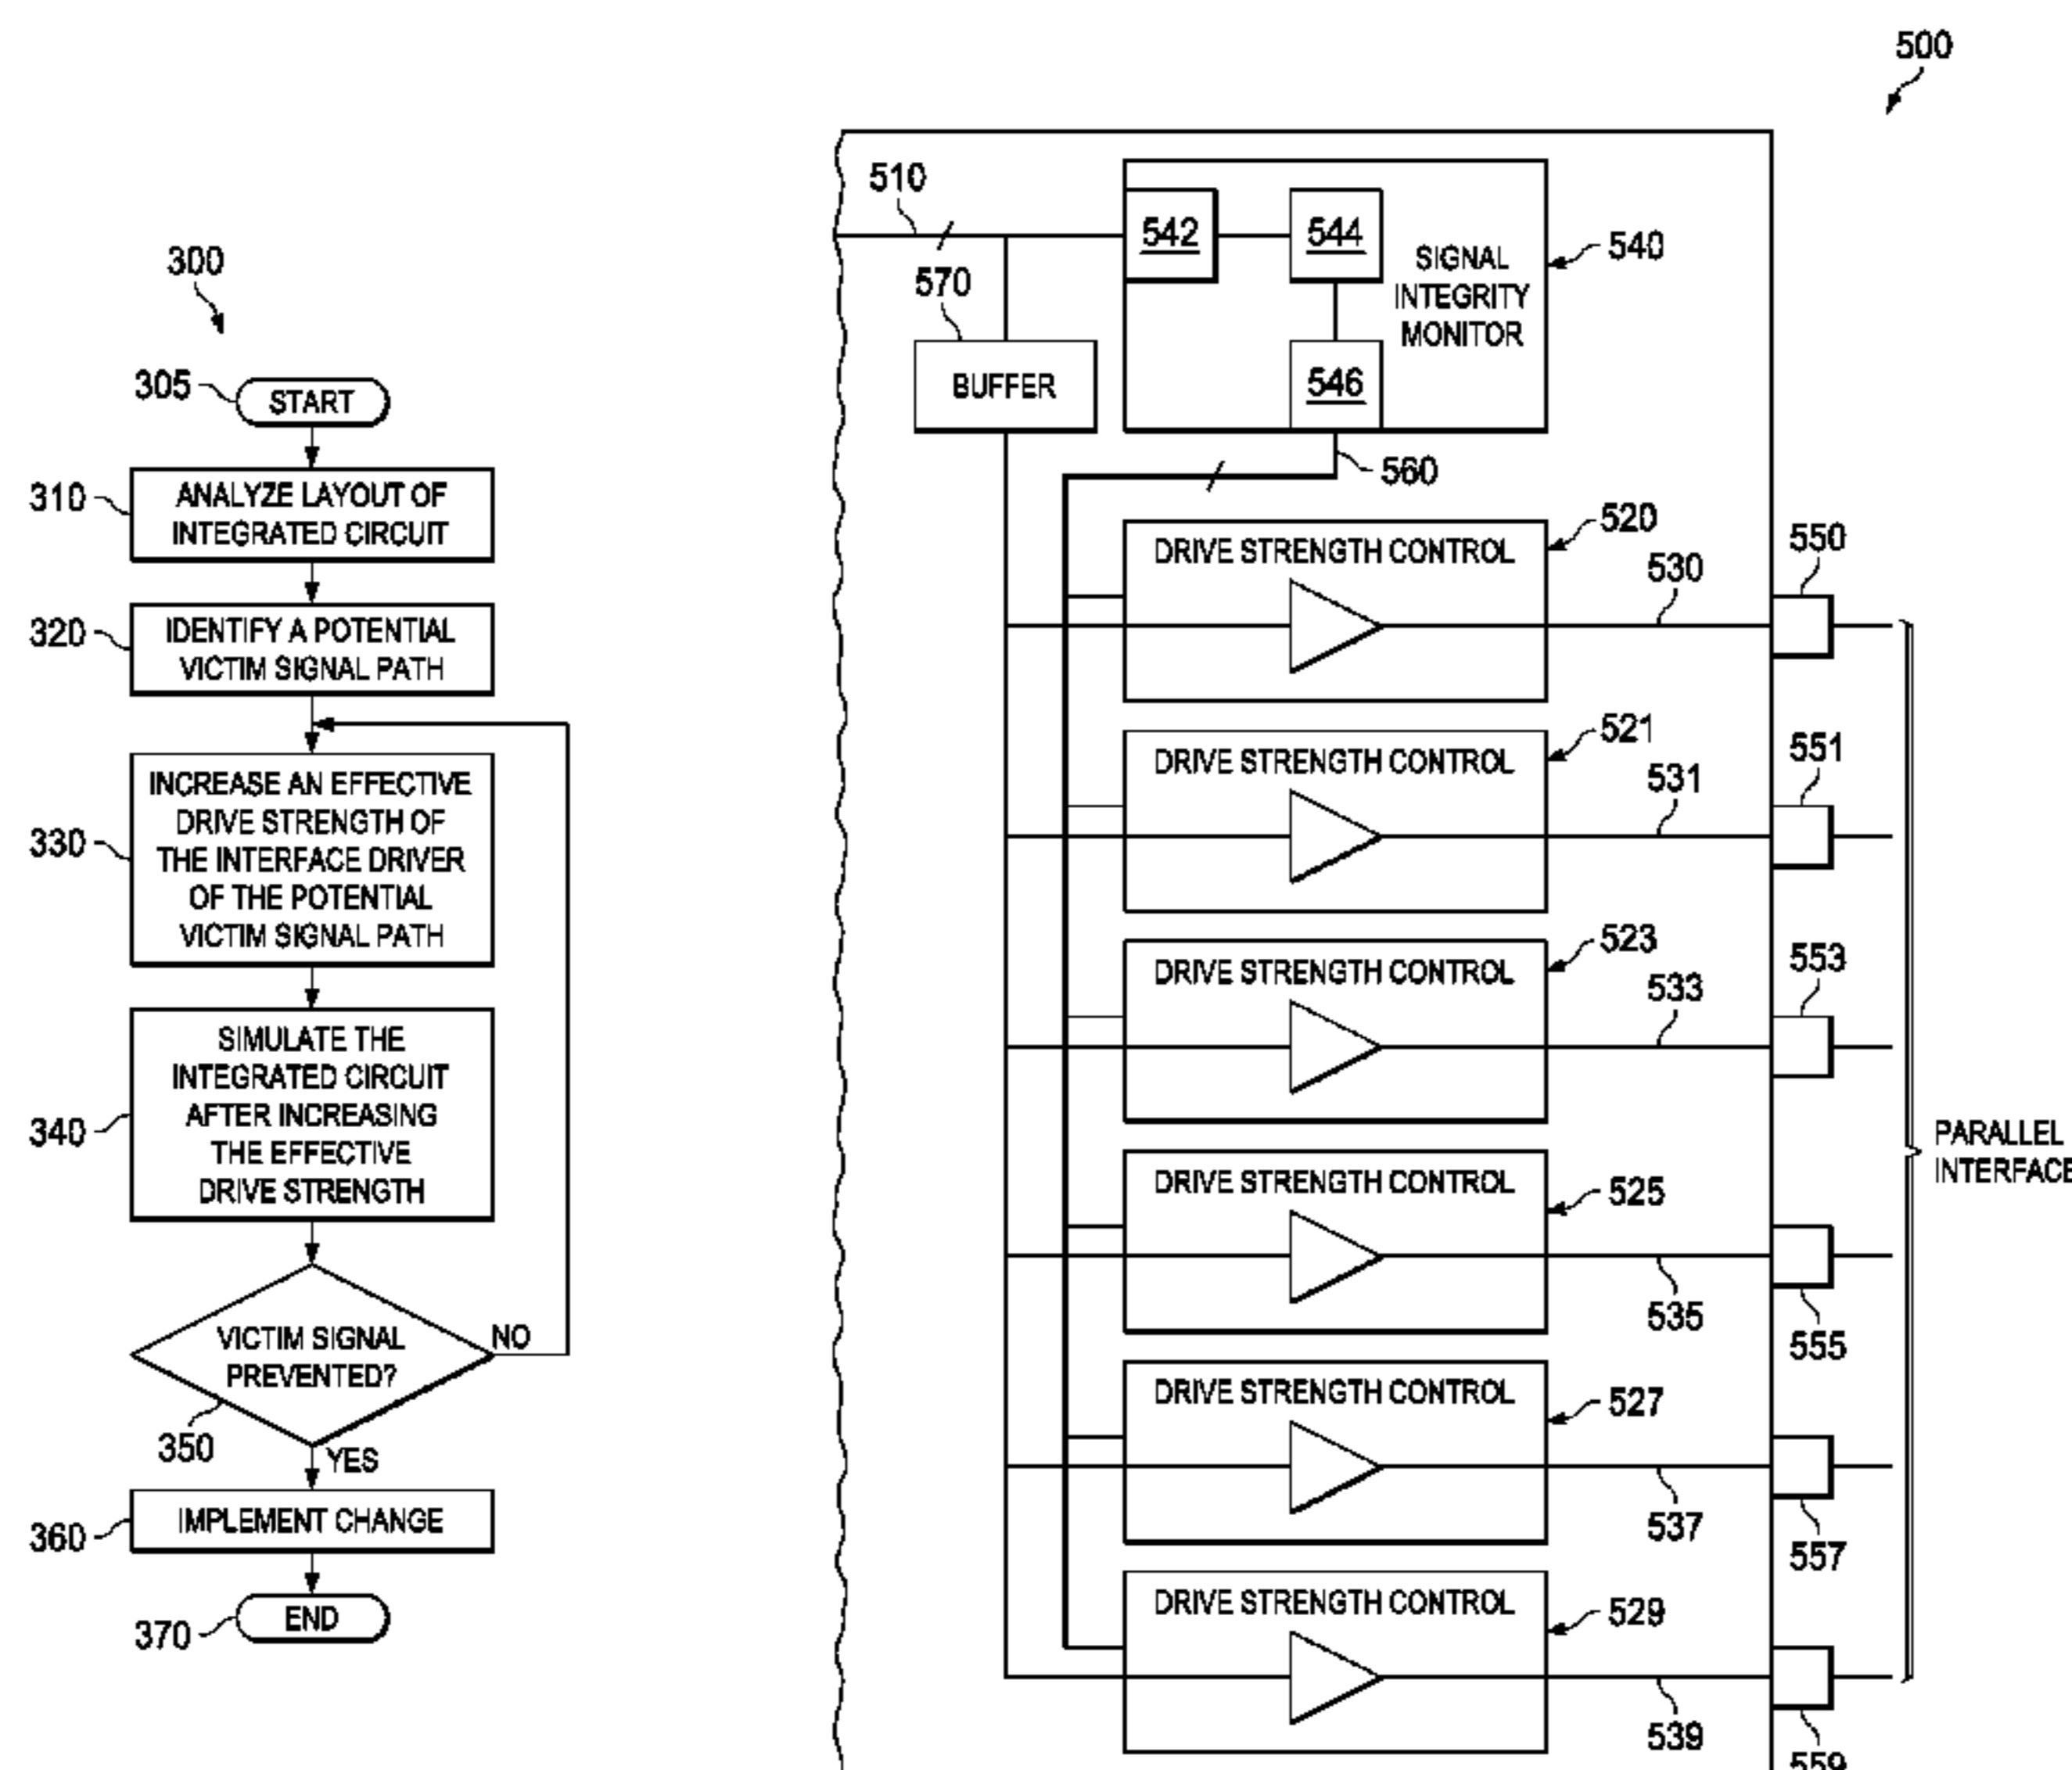 300
305
START
310
ANALYZE LAYOUT OF
INTEGRATED CIRCUIT
320
IDENTIFY A POTENTIAL
VICTIM SIGNAL PATH
330
INCREASE AN EFFECTIVE
DRIVE STRENGTH OF
THE INTERFACE DRIVER
OF THE POTENTIAL
VICTIM SIGNAL PATH
340
SIMULATE THE
INTEGRATED CIRCUIT
AFTER INCREASING
THE EFFECTIVE
DRIVE STRENGTH
VICTIM SIGNAL
PREVENTED?
NO
350
YES
360
IMPLEMENT CHANGE
370
END
500
510
542
544
SIGNAL
INTEGRITY
MONITOR
540
570
BUFFER
546
560
DRIVE STRENGTH CONTROL
520
530
550
DRIVE STRENGTH CONTROL
521
531
551
DRIVE STRENGTH CONTROL
523
533
553
PARALLEL
INTERFACE
DRIVE STRENGTH CONTROL
525
535
555
DRIVE STRENGTH CONTROL
527
537
557
DRIVE STRENGTH CONTROL
529
539
559